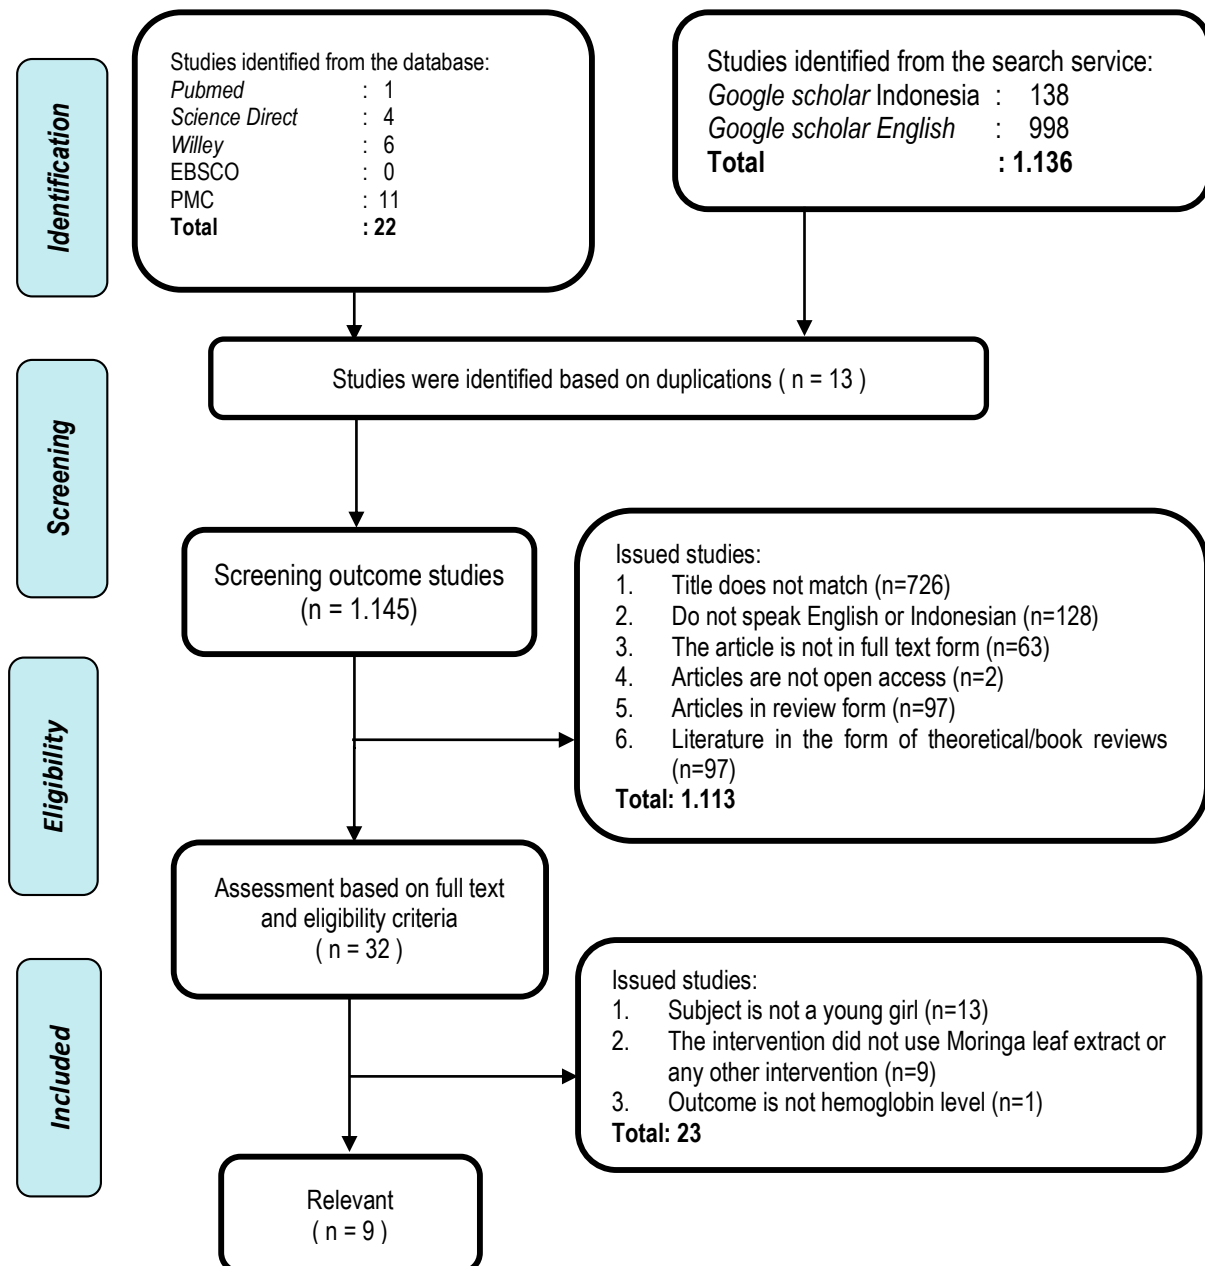 Identification
Studies identified from the database:
Pubmed : 1
Science Direct : 4
Willey : 6
EBSCO : 0
PMC : 11
Total : 22
Studies identified from the search service:
Google scholar Indonesia : 138
Google scholar English : 998
Total : 1.136
Studies were identified based on duplications ( n = 13 )
Screening
Screening outcome studies
(n = 1.145)
Issued studies:
1. Title does not match (n=726)
2. Do not speak English or Indonesian (n=128)
3. The article is not in full text form (n=63)
4. Articles are not open access (n=2)
5. Articles in review form (n=97)
6. Literature in the form of theoretical/book reviews
(n=97)
Total: 1.113
Eligibility
Assessment based on full text
and eligibility criteria
( n = 32 )
Issued studies:
1. Subject is not a young girl (n=13)
2. The intervention did not use Moringa leaf extract or
any other intervention (n=9)
3. Outcome is not hemoglobin level (n=1)
Total: 23
Included
Relevant
( n = 9 )